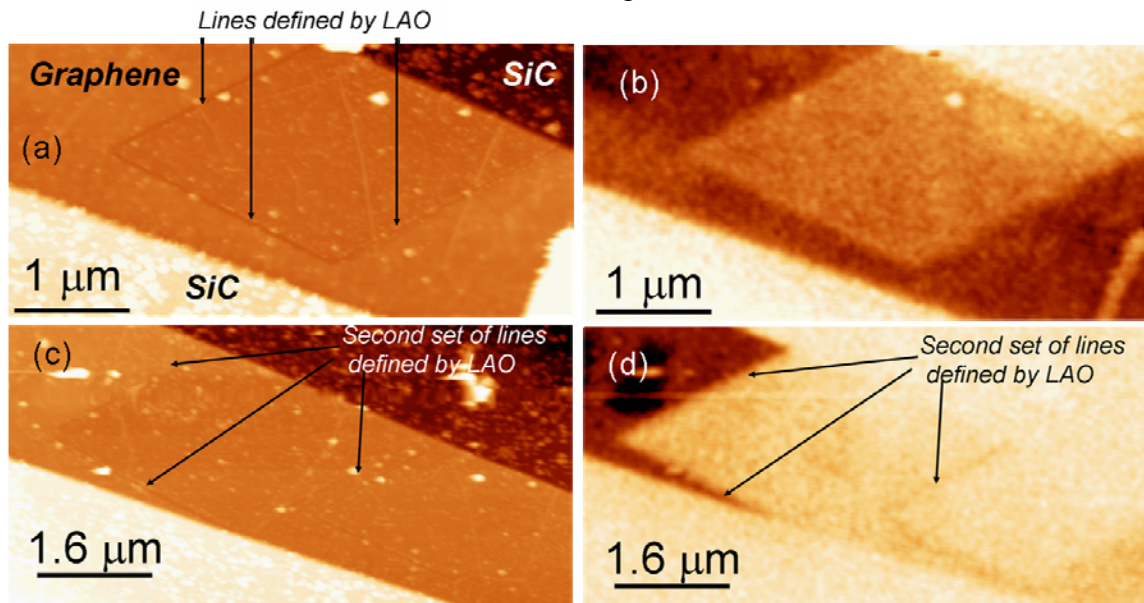 Lines defined by LAO
Graphene
SiC
(a)
1 μm
SiC
(b)
1 μm
(c)
Second set of lines
defined by LAO
1.6 μm
(d)
Second set of lines
defined by LAO
1.6 μm